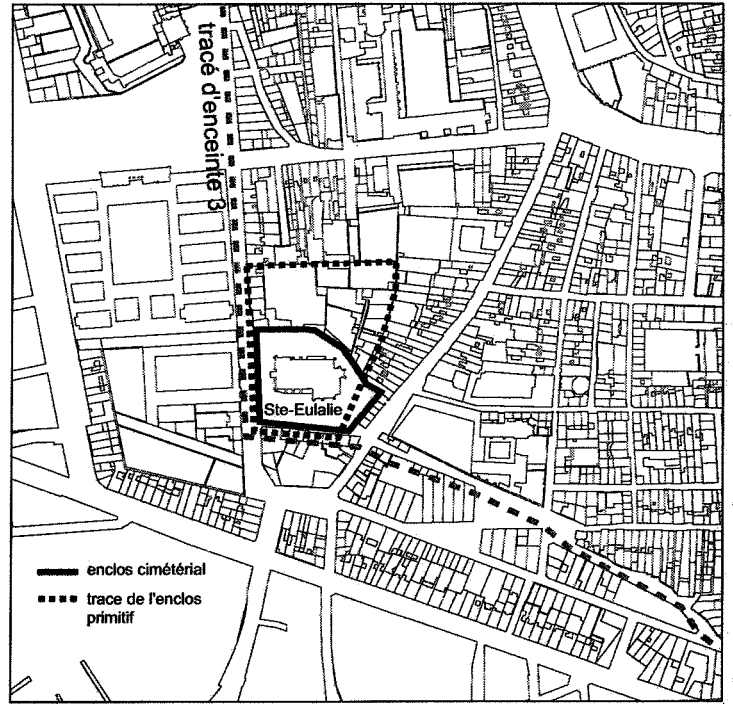 tracé d'enceinte 3
Ste-Eulalie
enclos cimétérial
trace de l'enclos
primitif